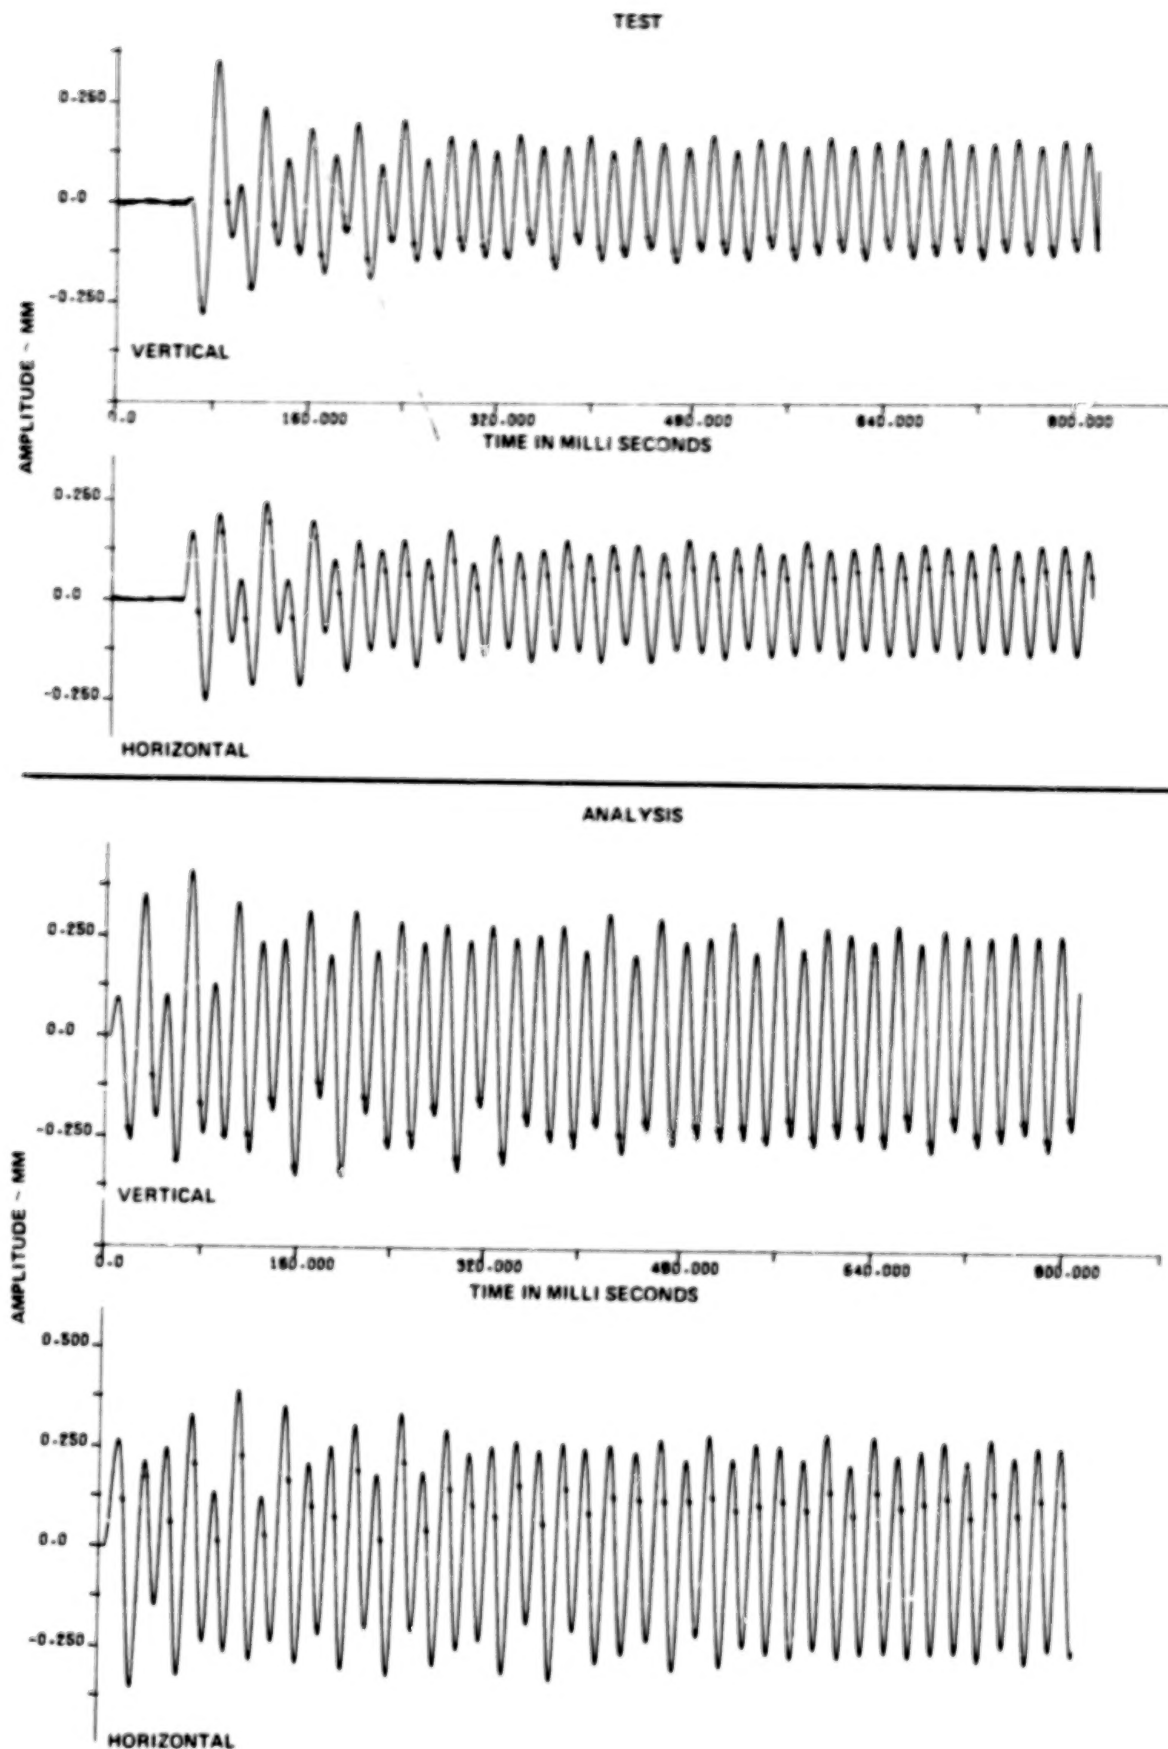 TEST
0.250
0.0
-0.250
VERTICAL
AMPLITUDE ~ MM
0.0 160.000 320.000 480.000 640.000 800.000
TIME IN MILLI SECONDS
0.250
0.0
-0.250
HORIZONTAL
ANALYSIS
0.250
0.0
-0.250
VERTICAL
AMPLITUDE ~ MM
0.0 160.000 320.000 480.000 640.000 800.000
TIME IN MILLI SECONDS
0.500
0.250
0.0
-0.250
HORIZONTAL